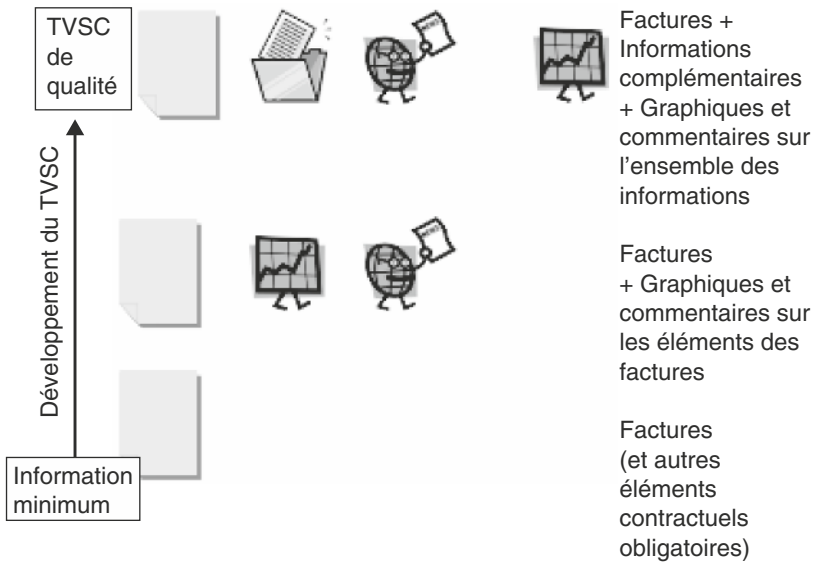 TVSC
de
qualité
Factures +
Informations
complémentaires
+ Graphiques et
commentaires sur
l'ensemble des
informations
Développement du TVSC
Factures
+ Graphiques et
commentaires sur
les éléments des
factures
Information
minimum
Factures
(et autres
éléments
contractuels
obligatoires)